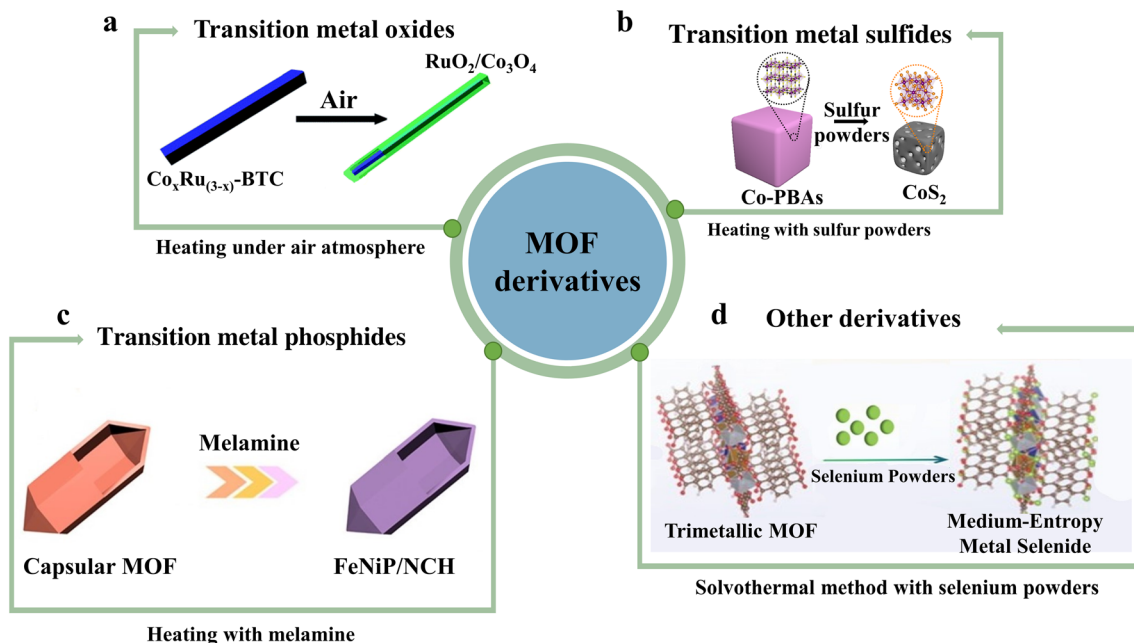 a
Transition metal oxides
RuO₂/Co₃O₄
Air
CoₓRu₍₃₋ₓ₎-BTC
Heating under air atmosphere
b
Transition metal sulfides
Sulfur
powders
Co-PBAs
CoS₂
Heating with sulfur powders
MOF
derivatives
c
Transition metal phosphides
Melamine
Capsular MOF
FeNiP/NCH
Heating with melamine
d
Other derivatives
Selenium Powders
Trimetallic MOF
Medium-Entropy
Metal Selenide
Solvothermal method with selenium powders